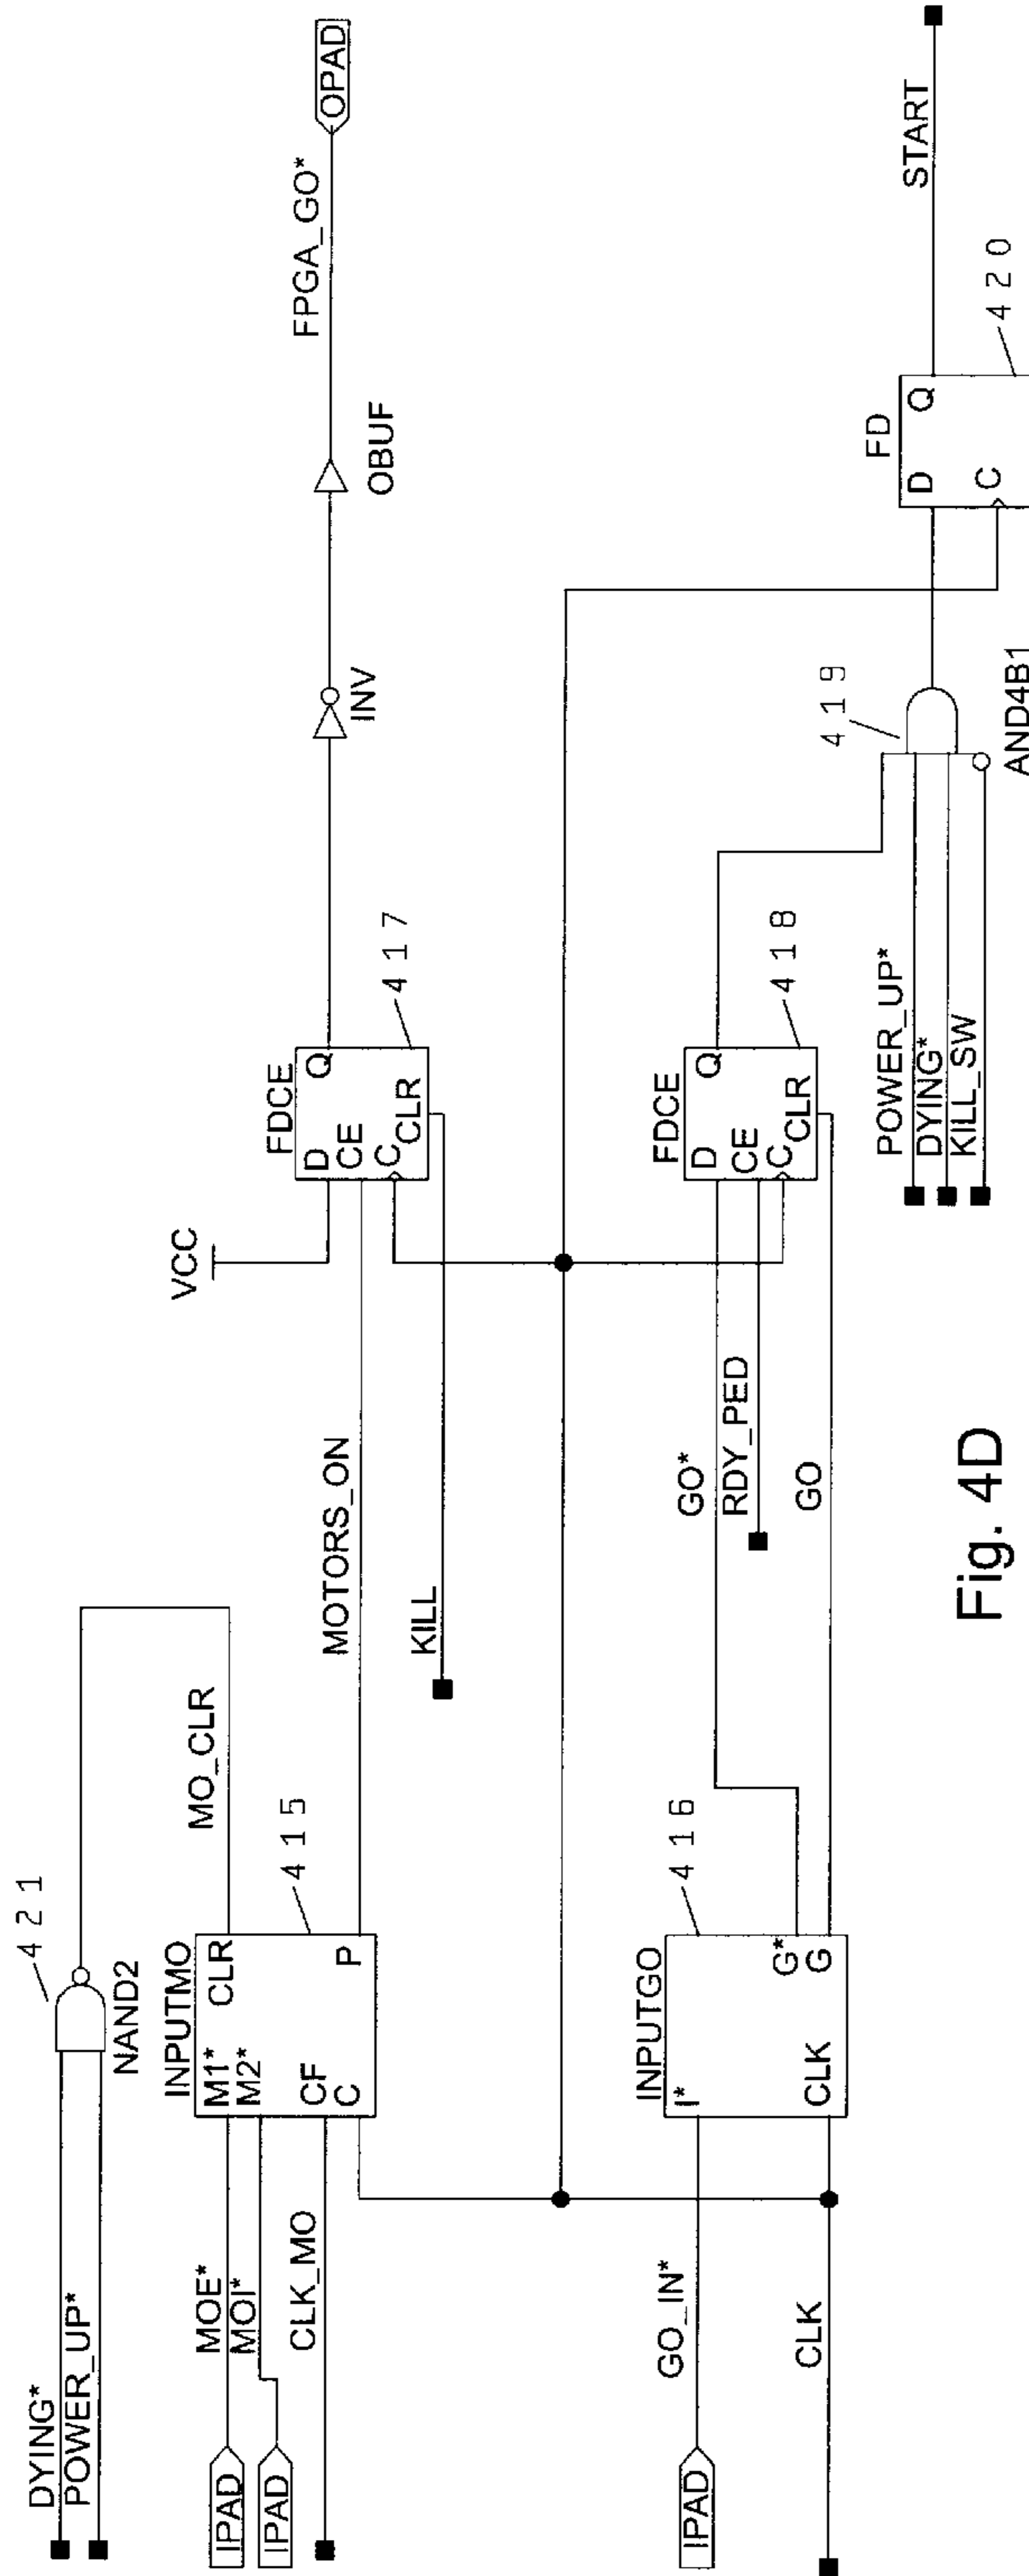 DYING*
POWER_UP*
421
NAND2
MO_CLR
IPAD
IPAD
MOE*
MOI*
CLK_MO
INPUTMO
M1*
M2*
CLR
CF
C
P
415
MOTORS_ON
KILL
VCC
FDCE
D
CE
C
CLR
Q
417
INV
OBUF
FPGA_GO*
OPAD
IPAD
GO_IN*
CLK
INPUTGO
I*
CLK
G*
G
416
GO*
RDY_PED
GO
FDCE
D
CE
C
CLR
Q
418
POWER_UP*
DYING*
KILL_SW
419
AND4B1
FD
D
C
Q
420
START
Fig. 4D